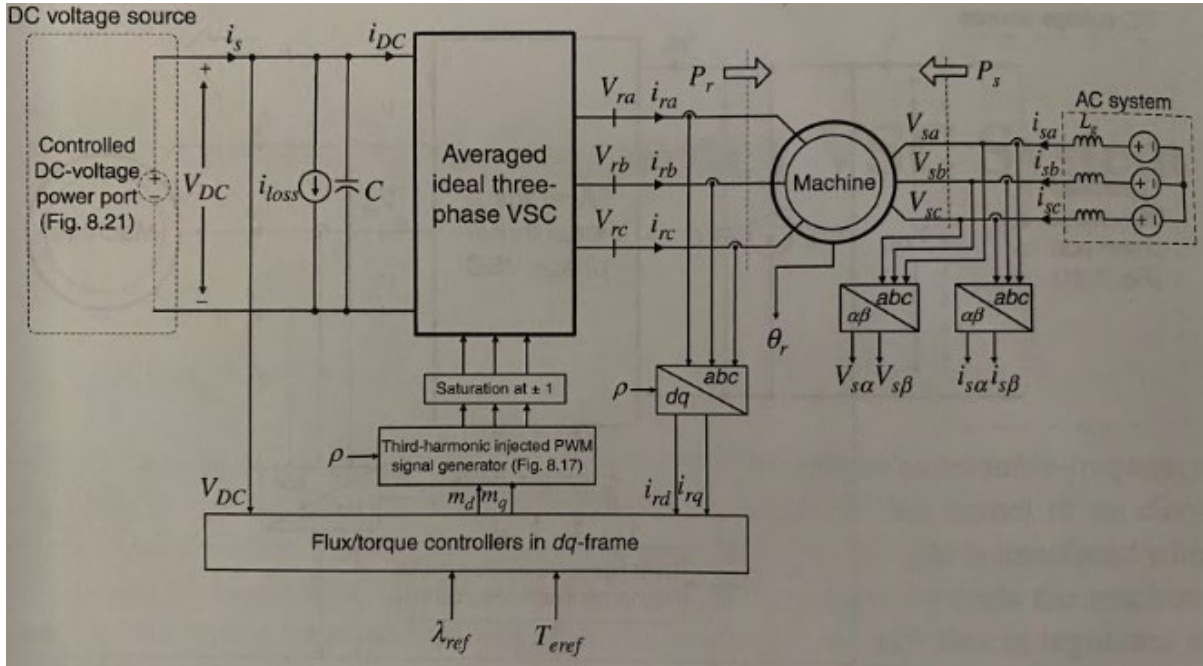 DC voltage source
i_s
i_DC
+
Controlled
DC-voltage
power port
(Fig. 8.21)
+
−
V_DC
−
i_loss
C
Averaged
ideal three-
phase VSC
V_ra
i_ra
V_rb
i_rb
V_rc
i_rc
P_r
P_s
Machine
V_sa
V_sb
V_sc
i_sa
i_sb
i_sc
AC system
+ −
+ −
+ −
θ_r
abc
αβ
abc
αβ
V_sα V_sβ
i_sα i_sβ
Saturation at ± 1
ρ
Third-harmonic injected PWM
signal generator (Fig. 8.17)
m_d m_q
ρ
abc
dq
i_rd i_rq
V_DC
Flux/torque controllers in dq-frame
λ_ref
T_eref